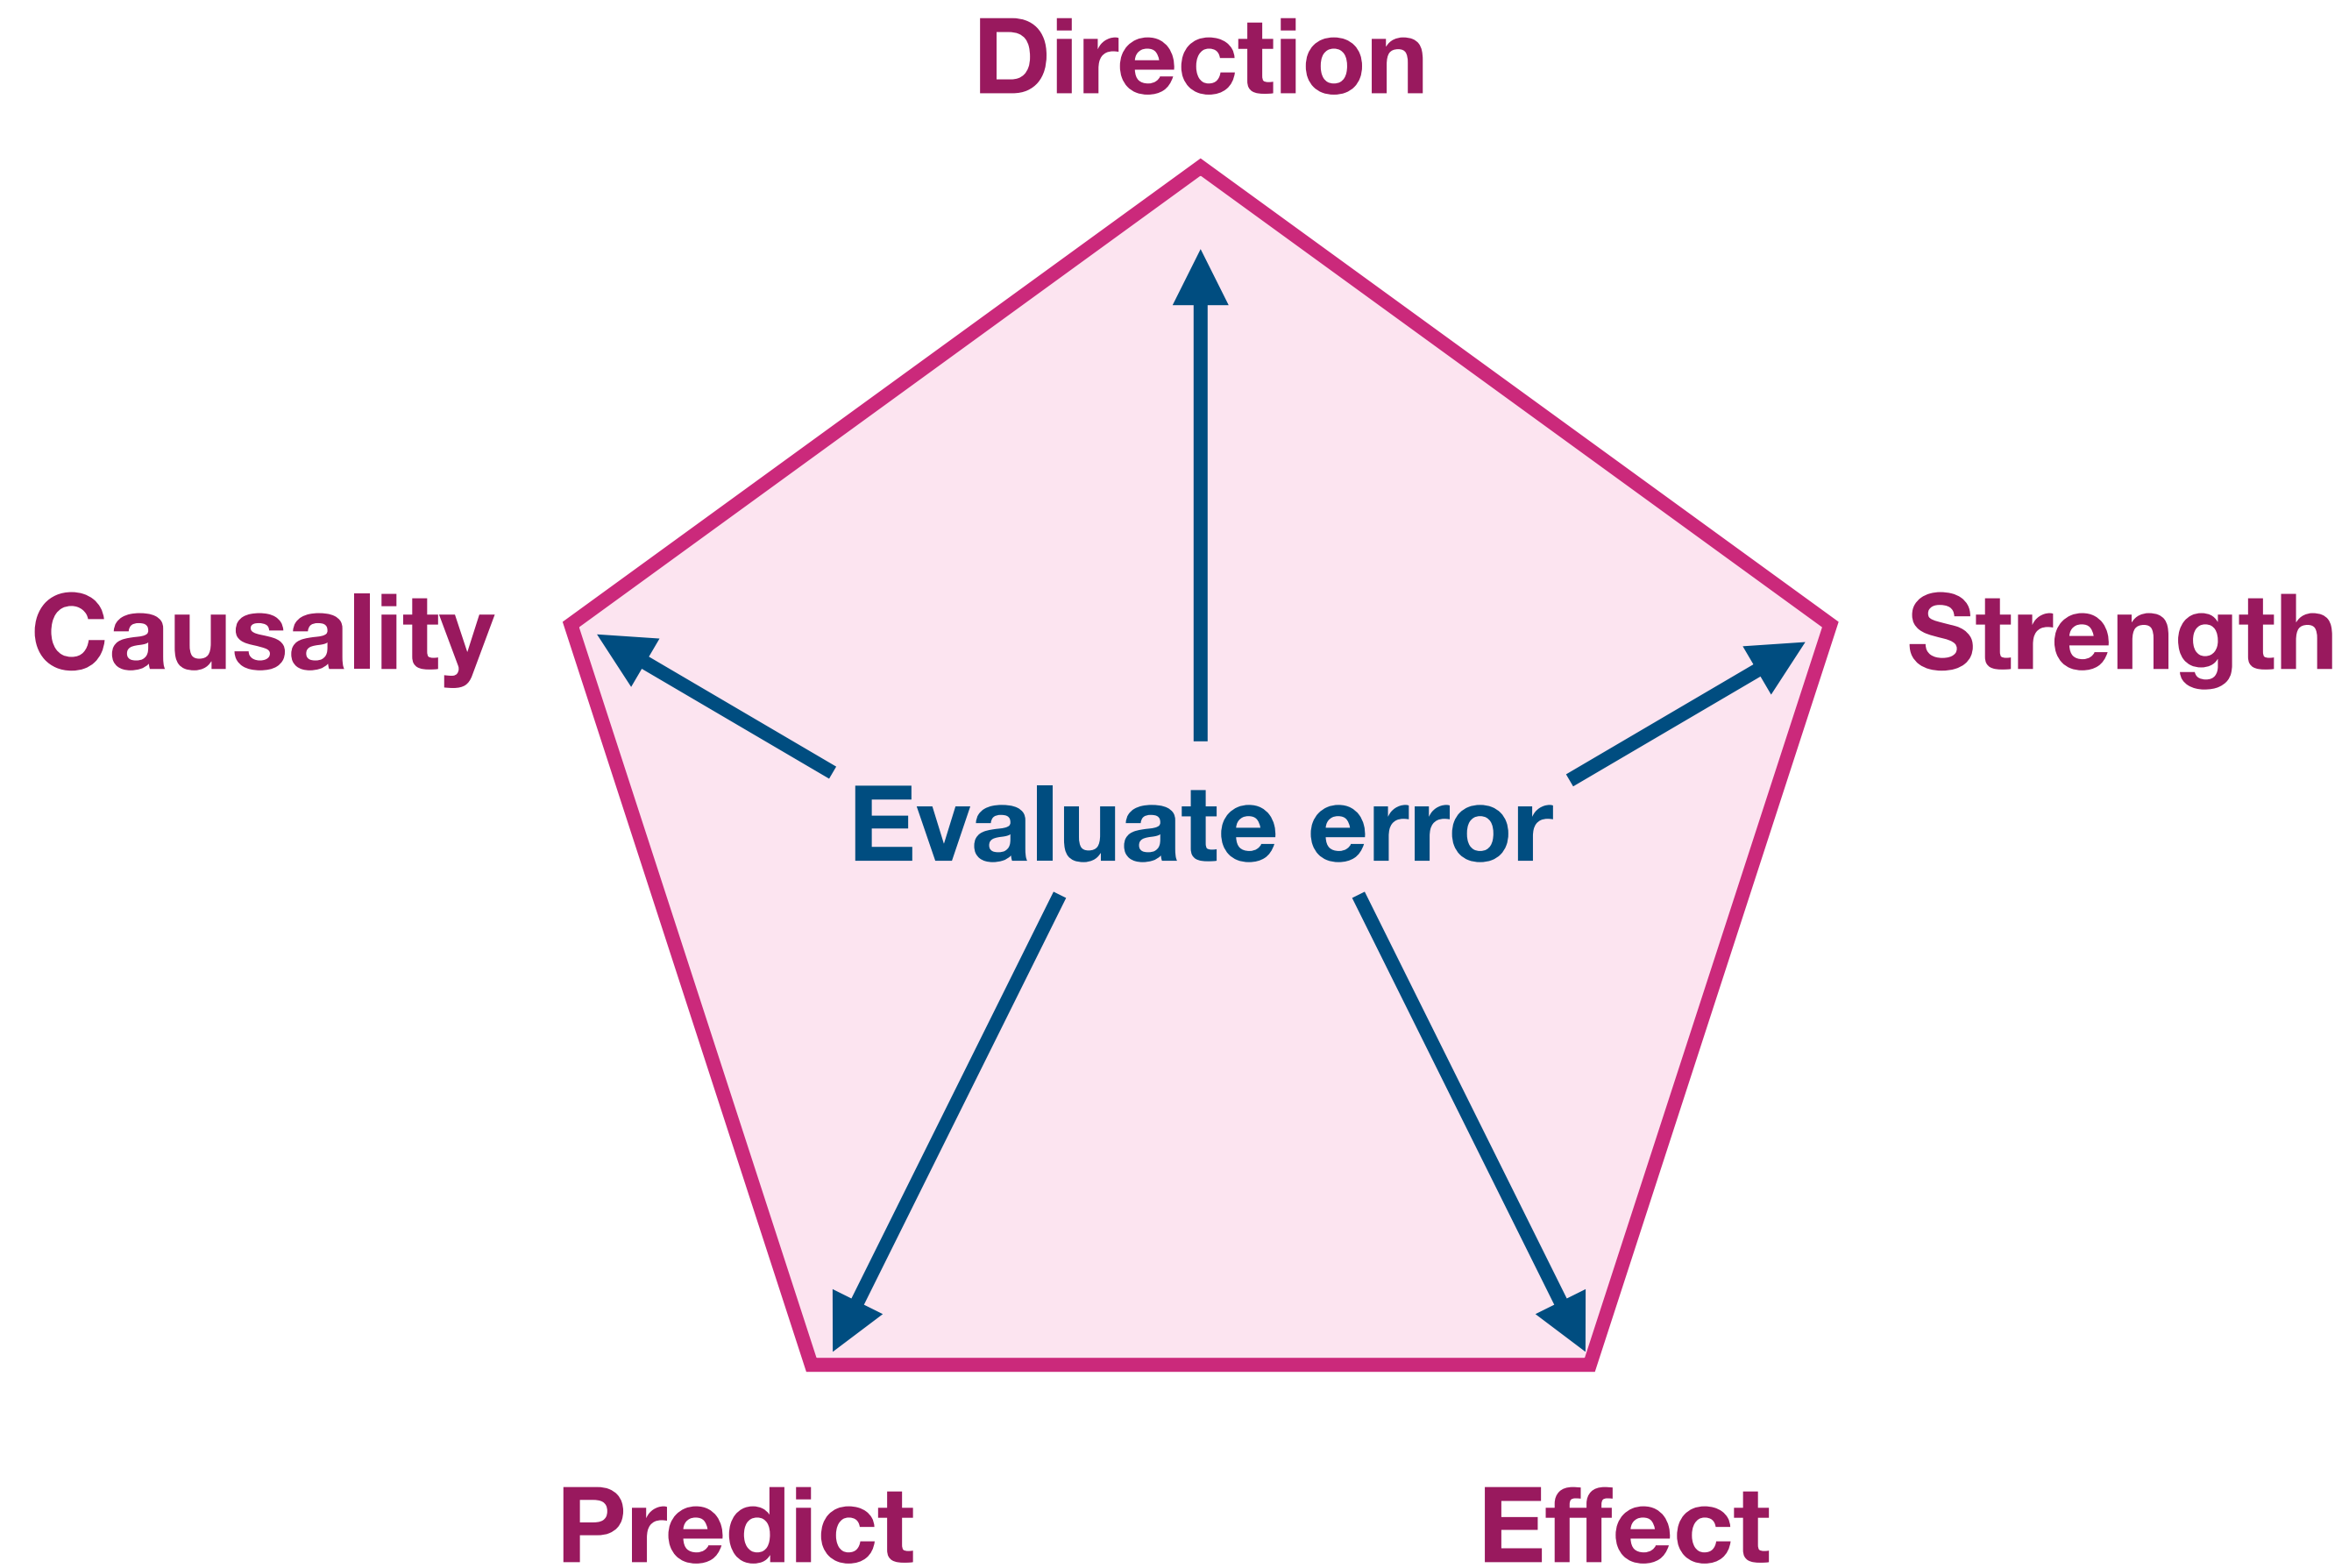 Direction
Causality
Strength
Evaluate error
Predict
Effect